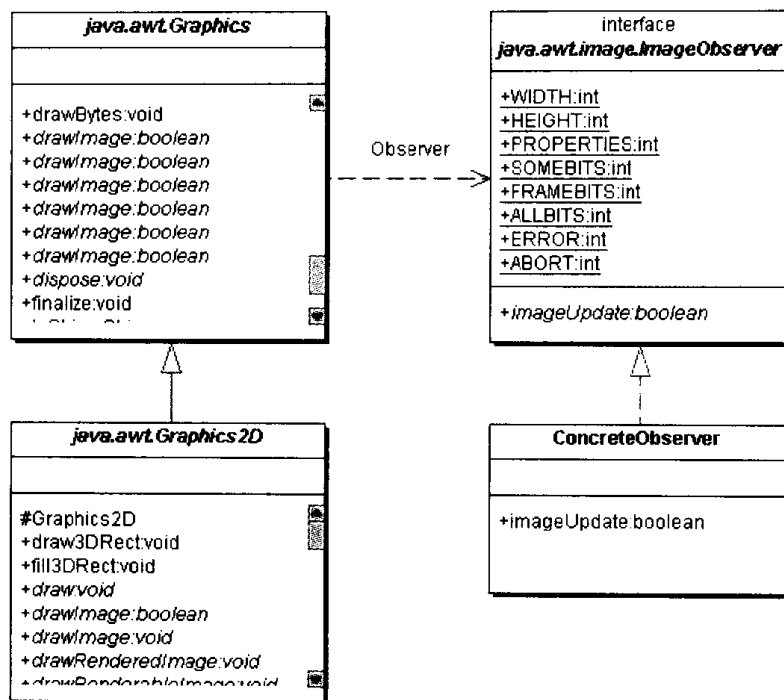 java.awt.Graphics
+drawBytes:void
+drawImage:boolean
+drawImage:boolean
+drawImage:boolean
+drawImage:boolean
+drawImage:boolean
+drawImage:boolean
+dispose:void
+finalize:void
Observer
interface
java.awt.image.ImageObserver
+WIDTH:int
+HEIGHT:int
+PROPERTIES:int
+SOMEBITS:int
+FRAMEBITS:int
+ALLBITS:int
+ERROR:int
+ABORT:int
+imageUpdate:boolean
java.awt.Graphics2D
#Graphics2D
+draw3DRect:void
+fill3DRect:void
+draw:void
+drawImage:boolean
+drawImage:void
+drawRenderedImage:void
+drawRenderableImage:void
ConcreteObserver
+imageUpdate:boolean